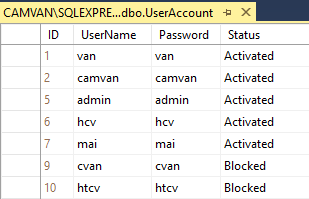 CAMVAN\SQLEXPRE...dbo.UserAccount
ID UserName Password Status
1 van van Activated
2 camvan camvan Activated
5 admin admin Activated
6 hcv hcv Activated
7 mai mai Activated
9 cvan cvan Blocked
10 htcv htcv Blocked